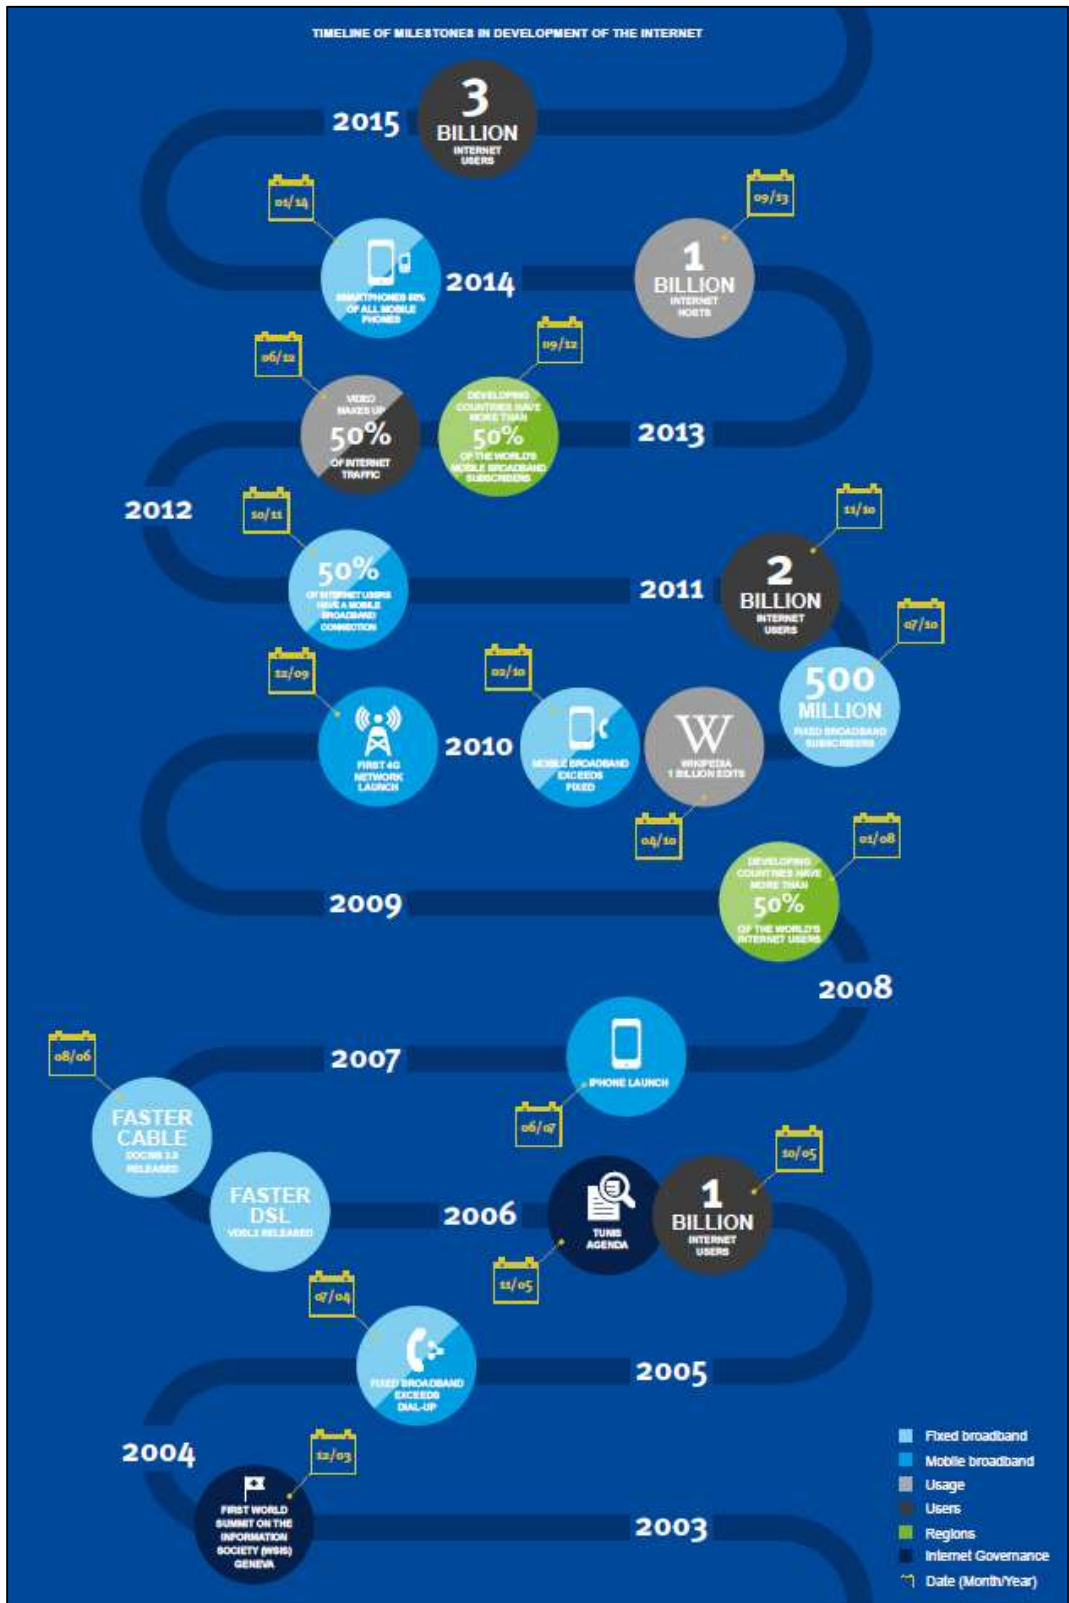 TIMELINE OF MILESTONES IN DEVELOPMENT OF THE INTERNET
2015
3
BILLION
INTERNET
USERS
01/14
09/13
SMARTPHONES 50%
OF ALL MOBILE
PHONES
2014
1
BILLION
INTERNET
HOSTS
06/12
09/12
VIDEO
MAKES UP
50%
OF INTERNET
TRAFFIC
DEVELOPING
COUNTRIES HAVE
MORE THAN
50%
OF THE WORLD'S
MOBILE BROADBAND
SUBSCRIBERS
2013
2012
10/11
11/10
50%
OF INTERNET USERS
HAVE A MOBILE
BROADBAND
CONNECTION
2011
2
BILLION
INTERNET
USERS
07/10
12/09
02/10
500
MILLION
FIXED BROADBAND
SUBSCRIBERS
FIRST 4G
NETWORK
LAUNCH
2010
MOBILE BROADBAND
EXCEEDS
FIXED
W
WIKIPEDIA
1 BILLION EDITS
04/10
01/08
2009
DEVELOPING
COUNTRIES HAVE
MORE THAN
50%
OF THE WORLD'S
INTERNET USERS
2008
08/06
2007
IPHONE LAUNCH
06/07
FASTER
CABLE
DOCSIS 3.0
RELEASED
10/05
FASTER
DSL
VDSL2 RELEASED
2006
TUNIS
AGENDA
1
BILLION
INTERNET
USERS
11/05
07/04
FIXED BROADBAND
EXCEEDS
DIAL-UP
2005
2004
12/03
FIRST WORLD
SUMMIT ON THE
INFORMATION
SOCIETY (WSIS)
GENEVA
2003
Fixed broadband
Mobile broadband
Usage
Users
Regions
Internet Governance
Date (Month/Year)